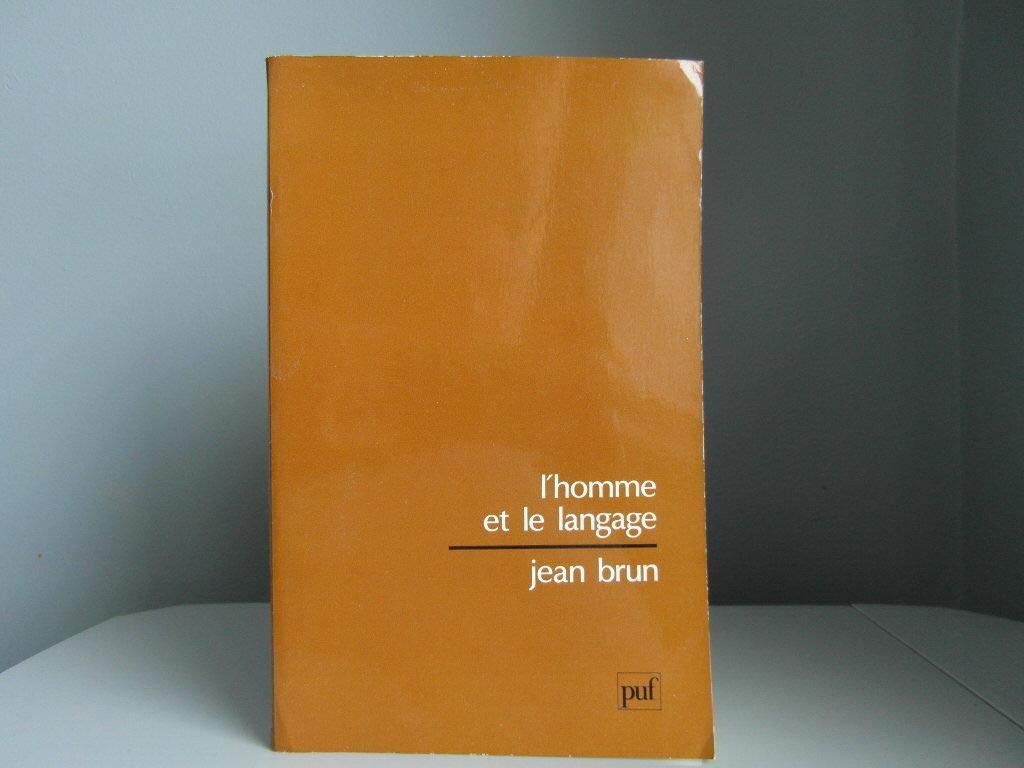 l'homme
et le langage
jean brun
puf